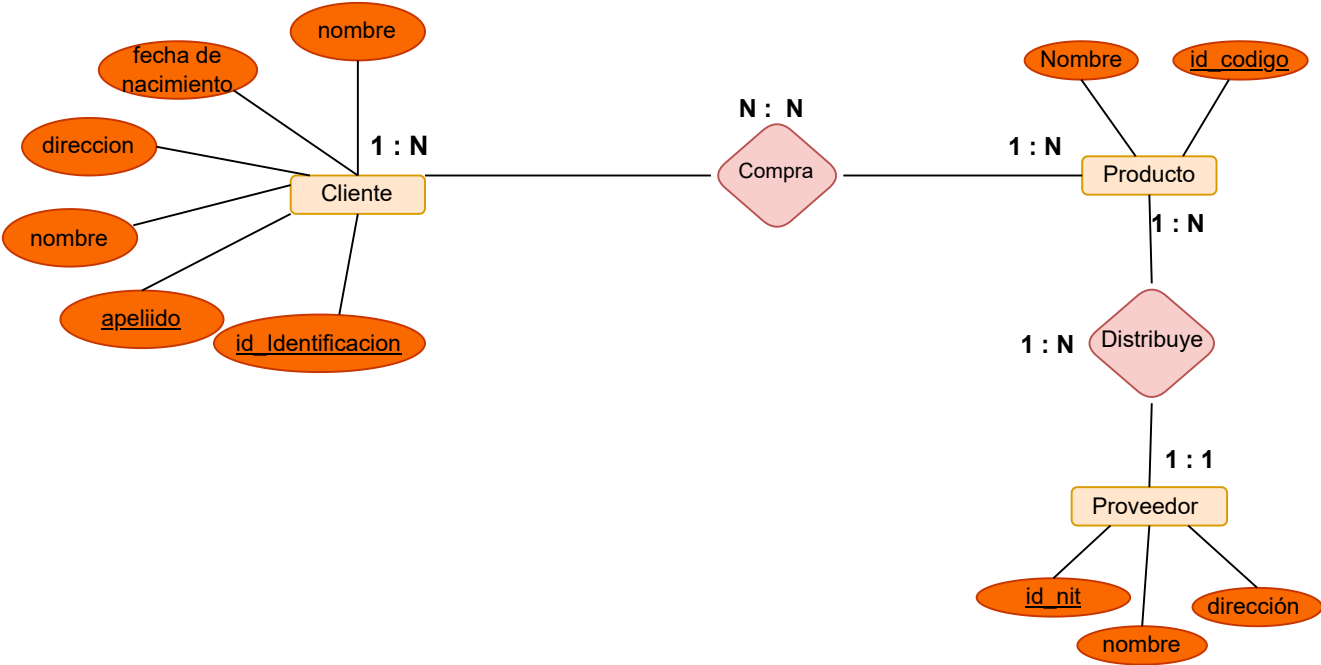 nombre
fecha de
nacimiento
direccion
1 : N
Cliente
nombre
apeliido
id_Identificacion
N :  N
Compra
1 : N
Nombre
id_codigo
Producto
1 : N
1 : N
Distribuye
1 : 1
Proveedor
id_nit
nombre
dirección